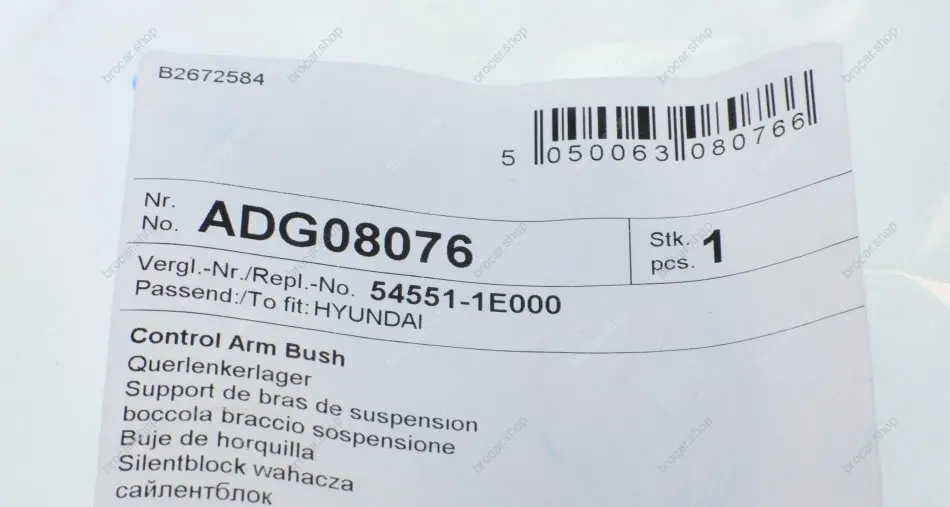 B2672584
5 050063 080766
Nr.
No. ADG08076
Stk.
pcs. 1
Vergl.-Nr./Repl.-No. 54551-1E000
Passend:/To fit: HYUNDAI
Control Arm Bush
Querlenkerlager
Support de bras de suspension
boccola braccio sospensione
Buje de horquilla
Silentblock wahacza
сайлентблок
brocar.shop